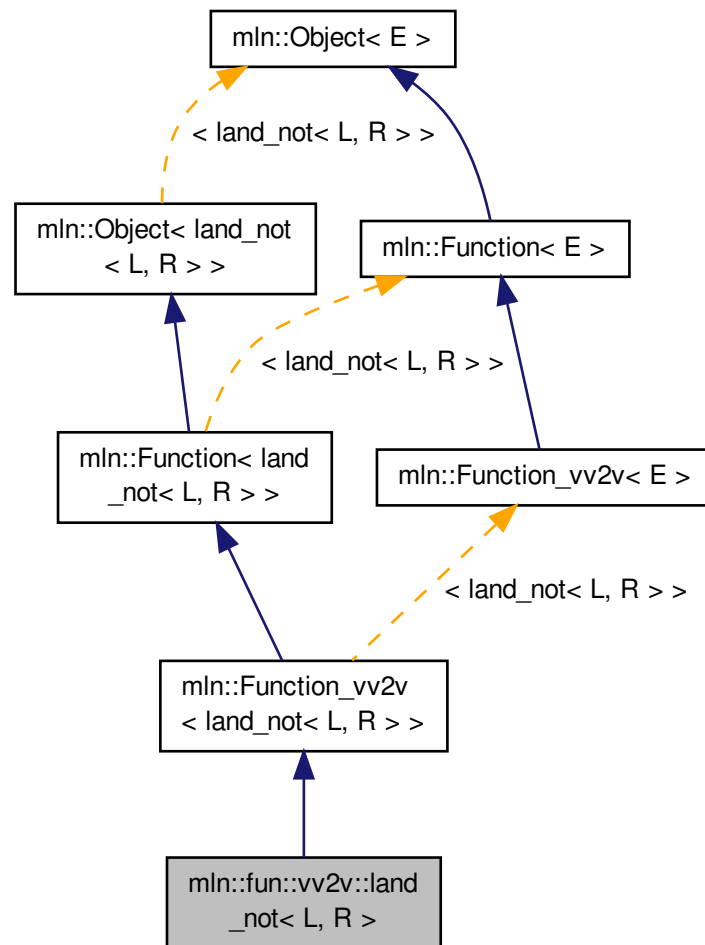 mln::Object< E >
< land_not< L, R > >
mln::Object< land_not
< L, R > >
mln::Function< E >
< land_not< L, R > >
mln::Function< land
_not< L, R > >
mln::Function_vv2v< E >
< land_not< L, R > >
mln::Function_vv2v
< land_not< L, R > >
mln::fun::vv2v::land
_not< L, R >